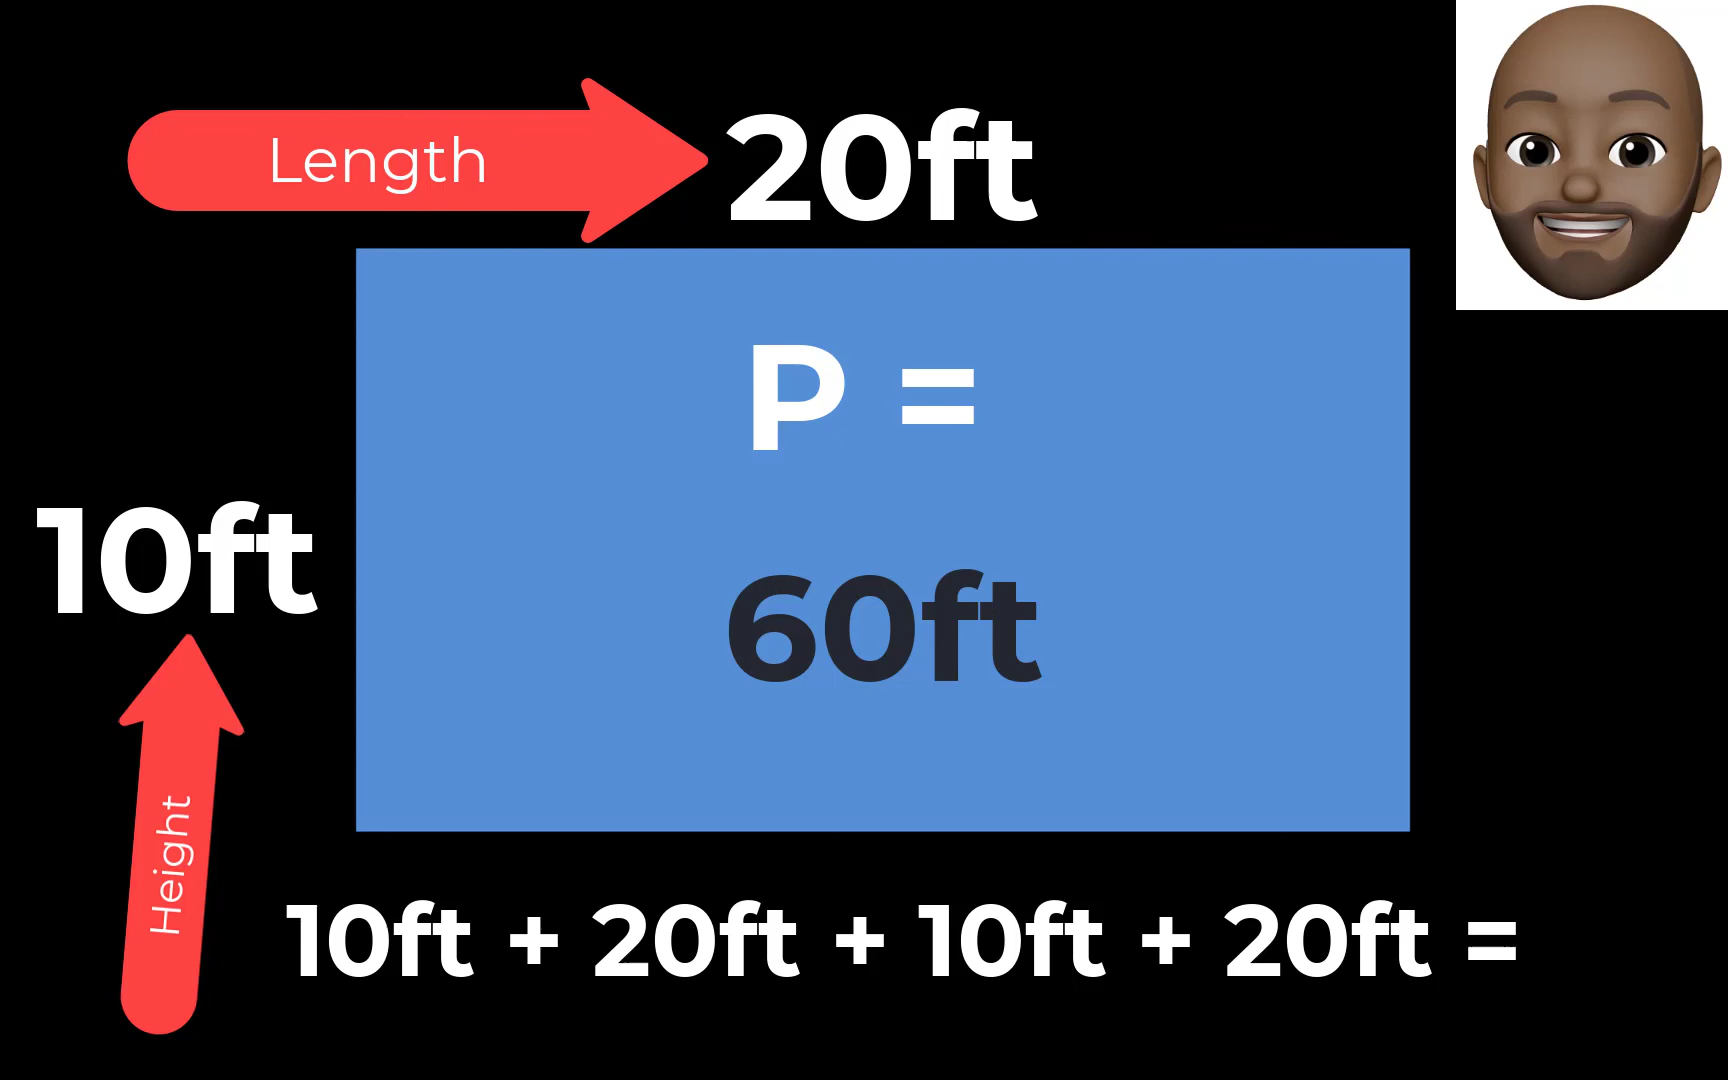 Length
20ft
P =
10ft
60ft
Height
10ft + 20ft + 10ft + 20ft =